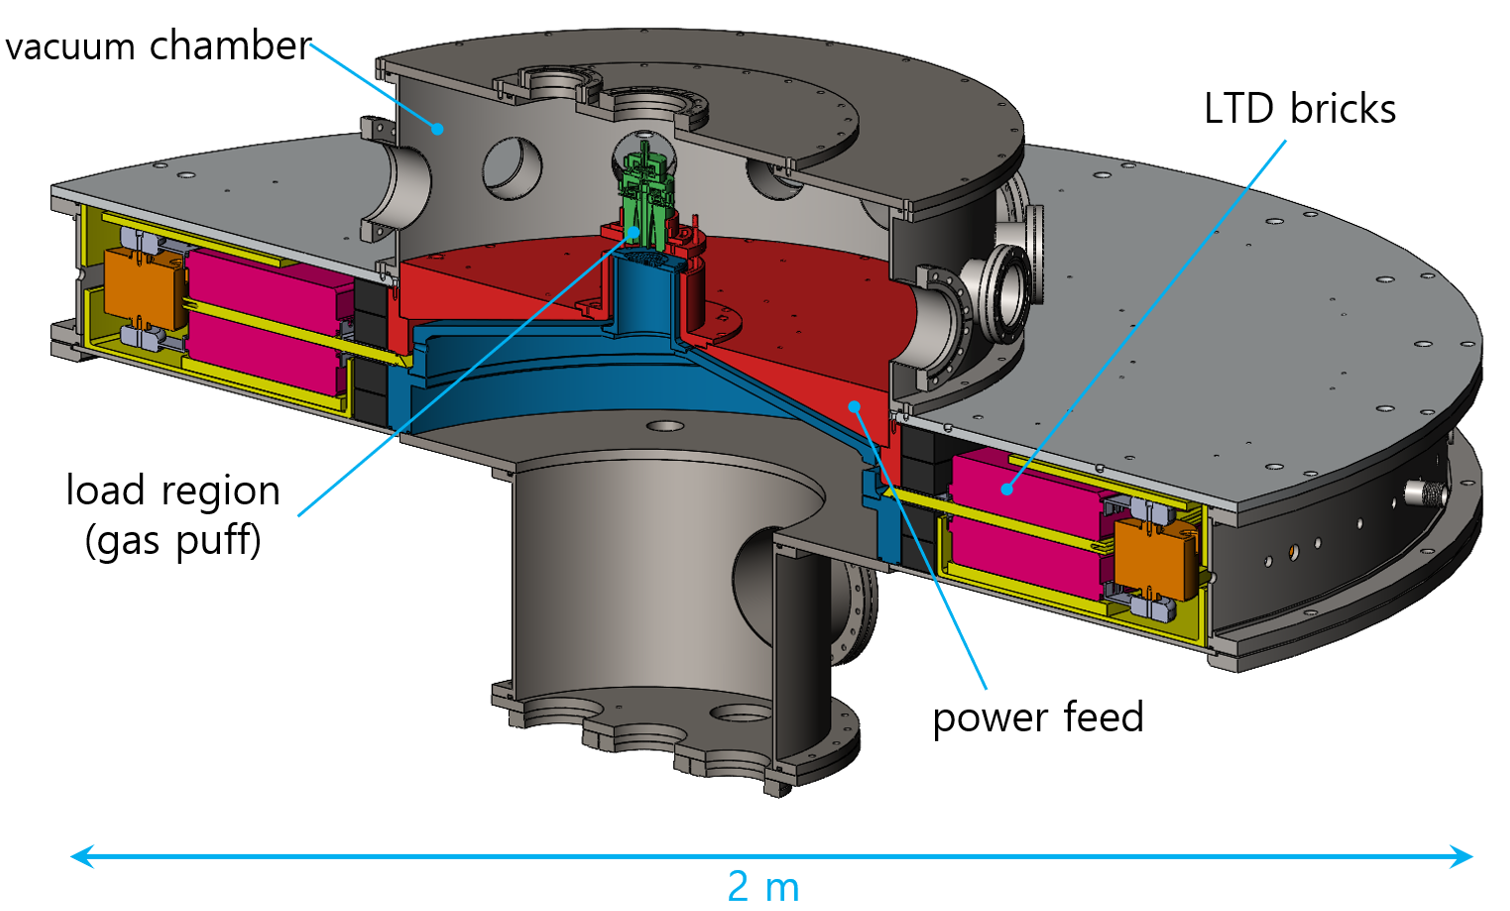 vacuum chamber
LTD bricks
load region
(gas puff)
power feed
2 m